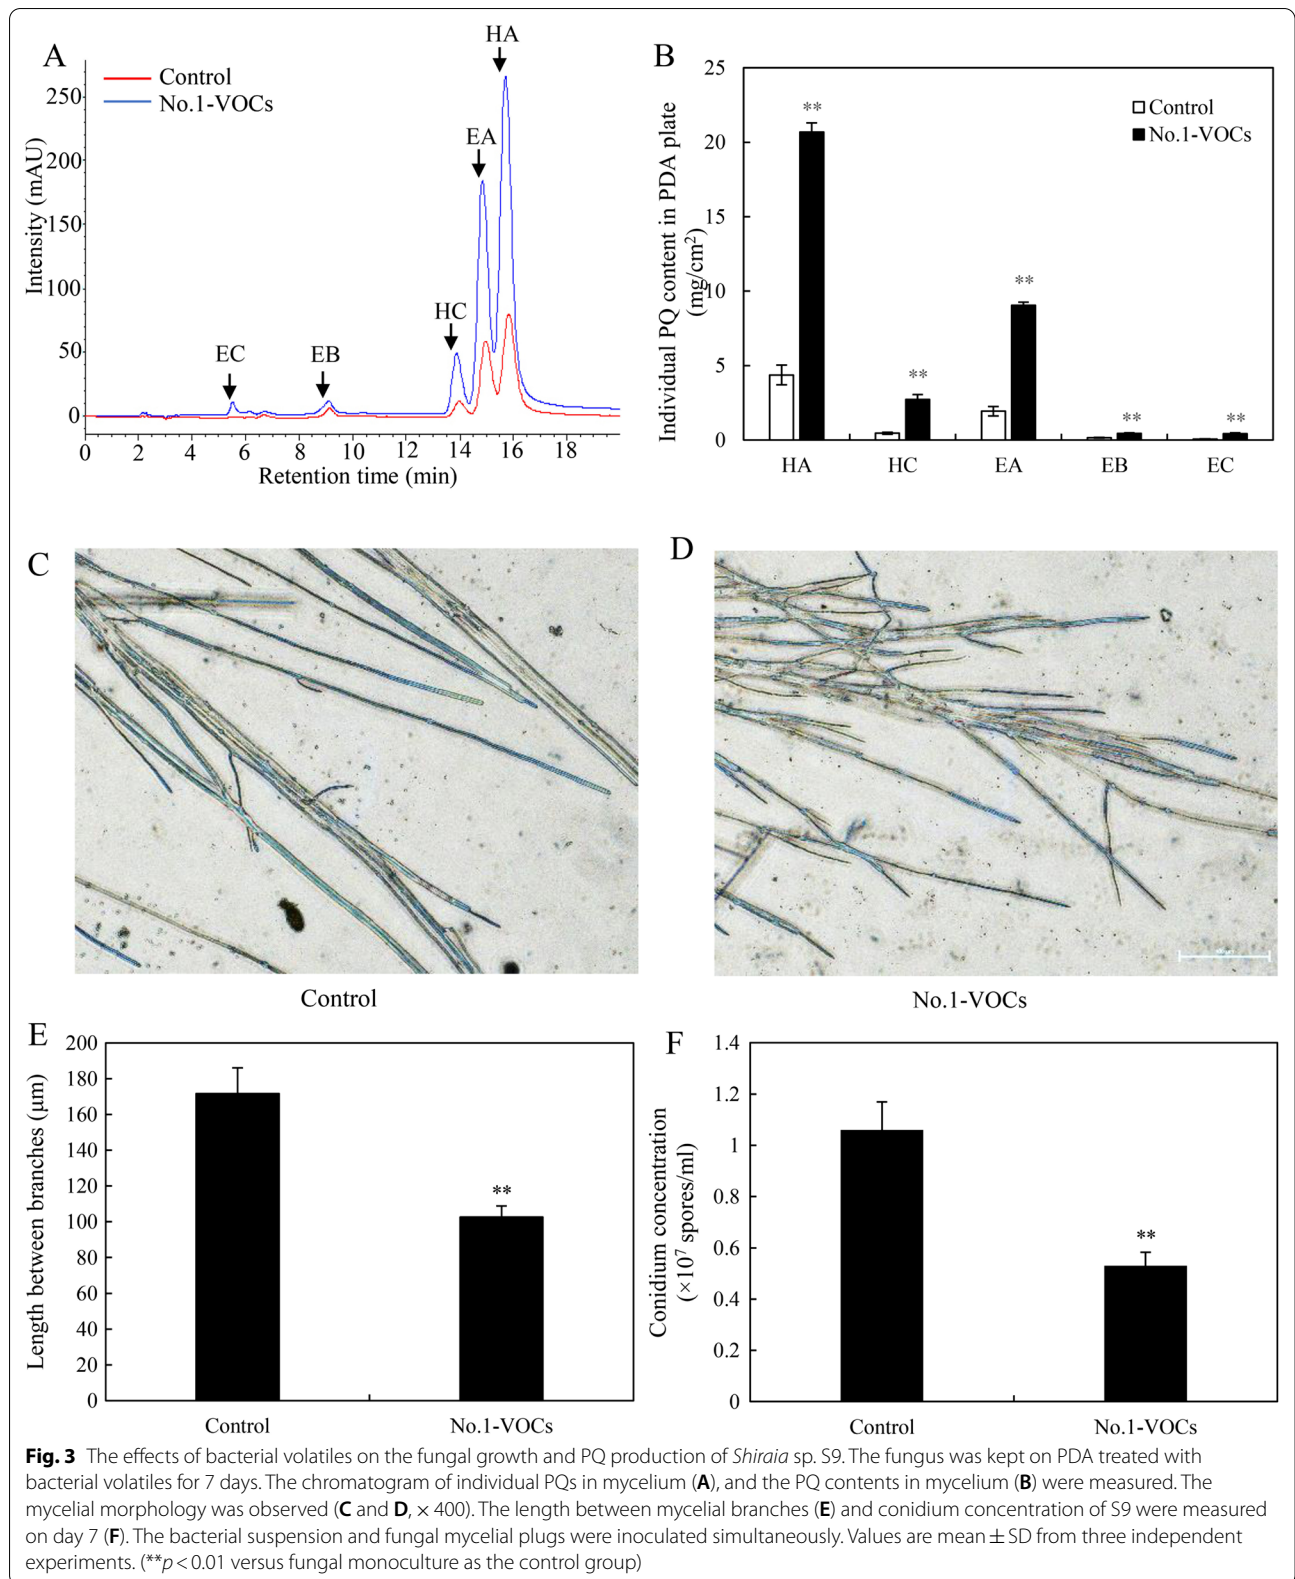 A
Control
No.1-VOCs
HA
EA
HC
EB
EC
Intensity (mAU)
250
200
150
100
50
0
0
2
4
6
8
10
12
14
16
18
Retention time (min)
B
Control
No.1-VOCs
Individual PQ content in PDA plate
(mg/cm²)
25
20
15
10
5
0
**
**
**
**
**
HA
HC
EA
EB
EC
C
Control
D
No.1-VOCs
E
Length between branches (μm)
200
180
160
140
120
100
80
60
40
20
0
**
Control
No.1-VOCs
F
Conidium concentration
(×10⁷ spores/ml)
1.4
1.2
1
0.8
0.6
0.4
0.2
0
**
Control
No.1-VOCs
Fig. 3 The effects of bacterial volatiles on the fungal growth and PQ production of Shiraia sp. S9. The fungus was kept on PDA treated with
bacterial volatiles for 7 days. The chromatogram of individual PQs in mycelium (A), and the PQ contents in mycelium (B) were measured. The
mycelial morphology was observed (C and D, × 400). The length between mycelial branches (E) and conidium concentration of S9 were measured
on day 7 (F). The bacterial suspension and fungal mycelial plugs were inoculated simultaneously. Values are mean ± SD from three independent
experiments. (**p < 0.01 versus fungal monoculture as the control group)